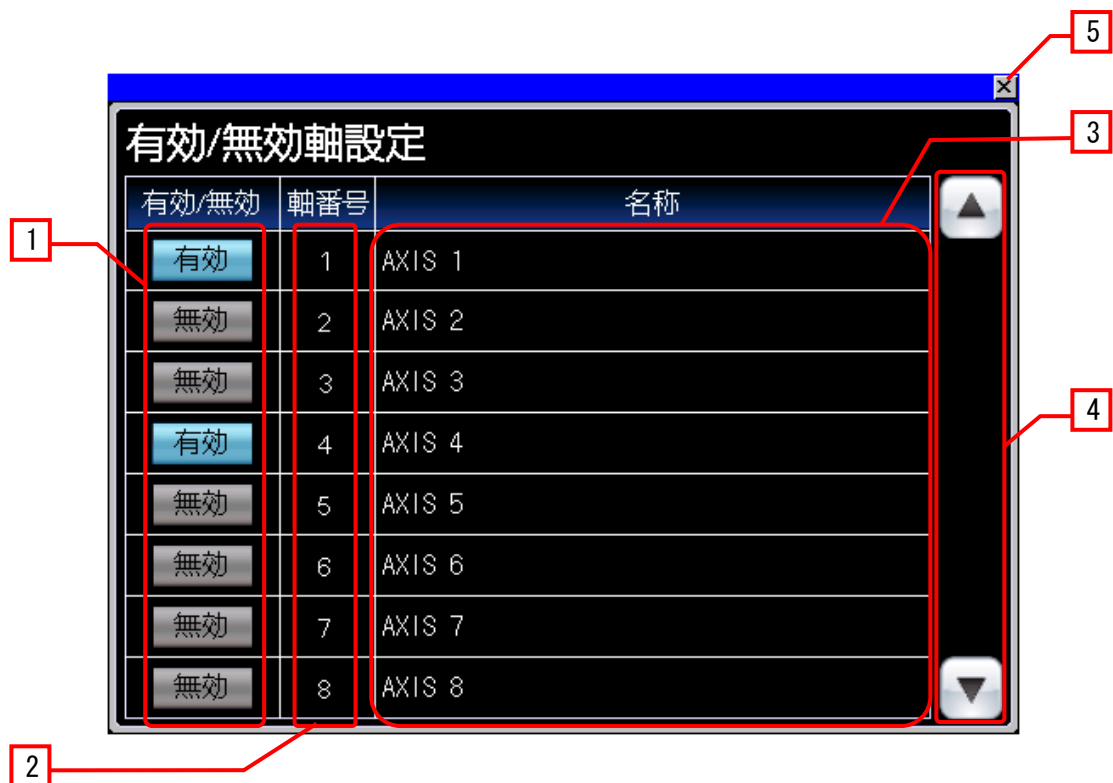 5
有効/無効軸設定
3
有効/無効 軸番号 名称
1
有効 1 AXIS 1
無効 2 AXIS 2
無効 3 AXIS 3
4
有効 4 AXIS 4
無効 5 AXIS 5
無効 6 AXIS 6
無効 7 AXIS 7
無効 8 AXIS 8
2